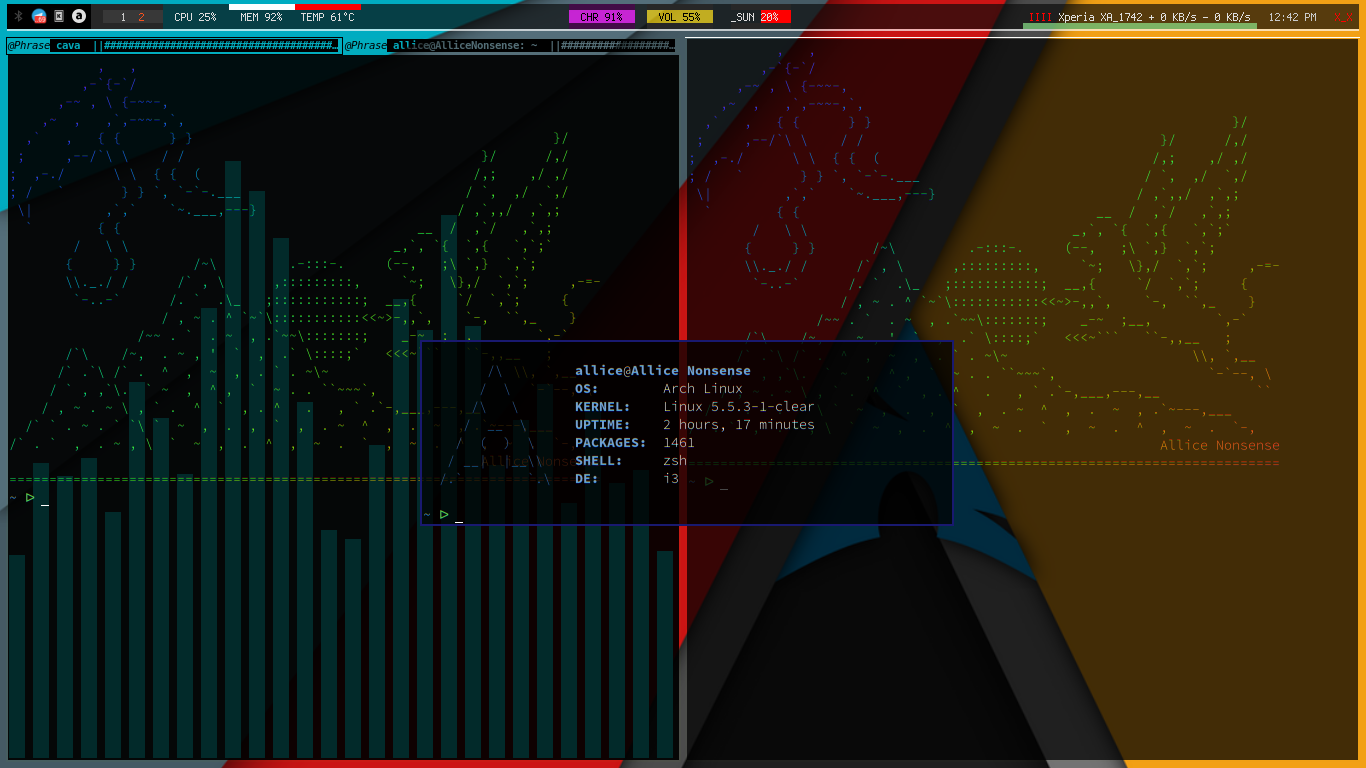 1 2 CPU 25% MEM 92% TEMP 61°C CHR 91% VOL 55% _SUN 20% IIII Xperia XA_1742 + 0 KB/s - 0 KB/s 12:42 PM
@Phrase cava ||
@Phrase allice@AlliceNonsense: ~ ||
allice@Allice Nonsense
OS: Arch Linux
KERNEL: Linux 5.5.3-1-clear
UPTIME: 2 hours, 17 minutes
PACKAGES: 1461
SHELL: zsh
DE: i3
~ ▷ _
Allice Nonsense
~ ▷ _
~ ▷ _